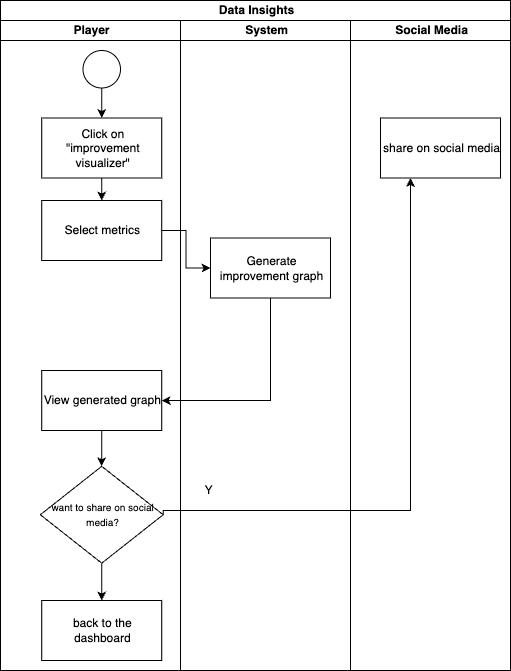 Data Insights
Player
System
Social Media
Click on
"improvement
visualizer"
share on social media
Select metrics
Generate
improvement graph
View generated graph
Y
want to share on social
media?
back to the
dashboard